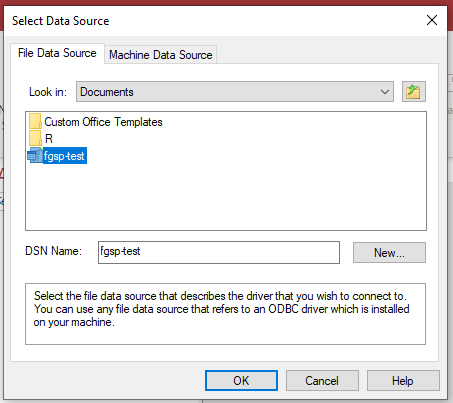 Select Data Source
File Data Source
Machine Data Source
Look in:
Documents
Custom Office Templates
R
fgsp-test
DSN Name:
fgsp-test
New...
Select the file data source that describes the driver that you wish to connect to.
You can use any file data source that refers to an ODBC driver which is installed
on your machine.
OK
Cancel
Help